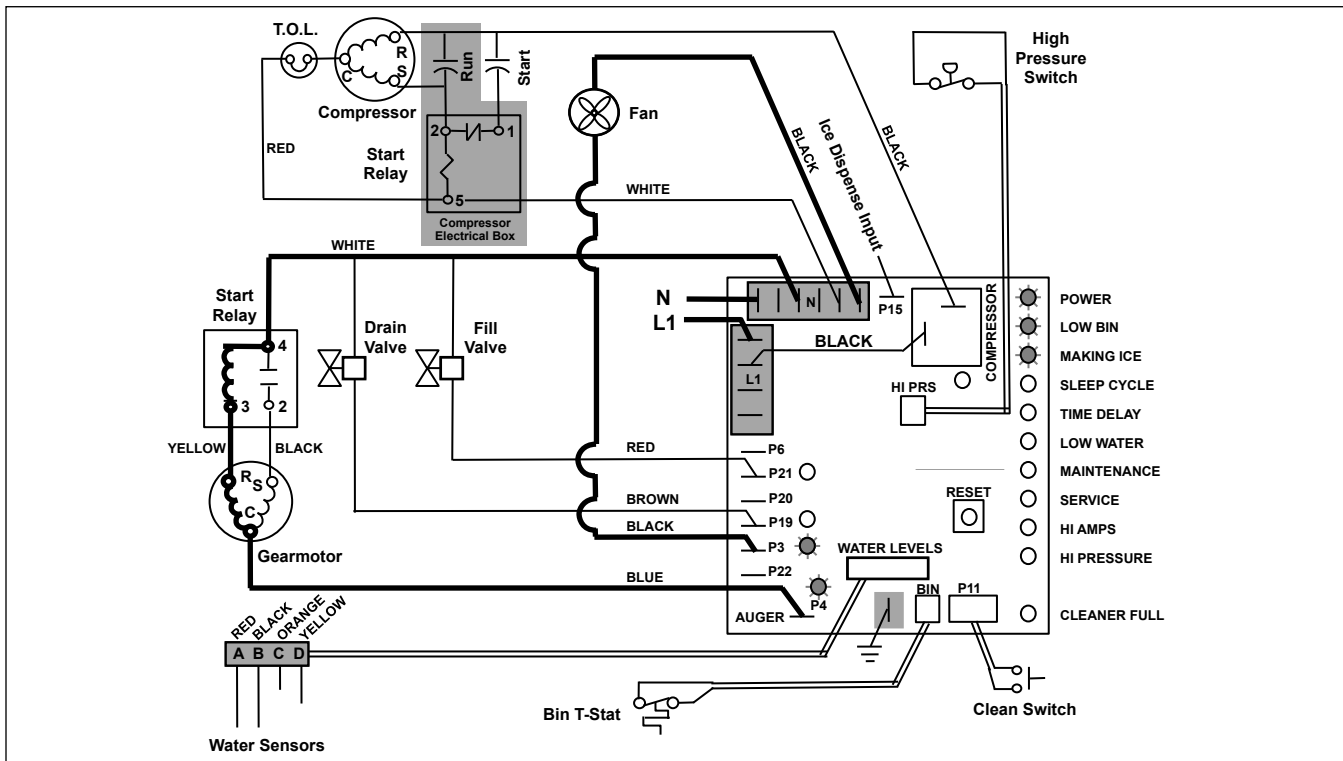 T.O.L.
R
S
C
Compressor
Run
Start
2
1
Start
Relay
5
Compressor
Electrical Box
RED
WHITE
Fan
BLACK
Ice Dispense Input
BLACK
High
Pressure
Switch
WHITE
Start
Relay
4
3
2
YELLOW
BLACK
R
S
C
Gearmotor
Drain
Valve
Fill
Valve
N
L1
N
P15
COMPRESSOR
BLACK
L1
HI PRS
POWER
LOW BIN
MAKING ICE
SLEEP CYCLE
TIME DELAY
LOW WATER
MAINTENANCE
SERVICE
HI AMPS
HI PRESSURE
CLEANER FULL
RED
BROWN
BLACK
BLUE
P6
P21
P20
P19
P3
P22
P4
AUGER
RESET
WATER LEVELS
BIN
P11
RED
BLACK
ORANGE
YELLOW
A B C D
Water Sensors
Bin T-Stat
Clean Switch